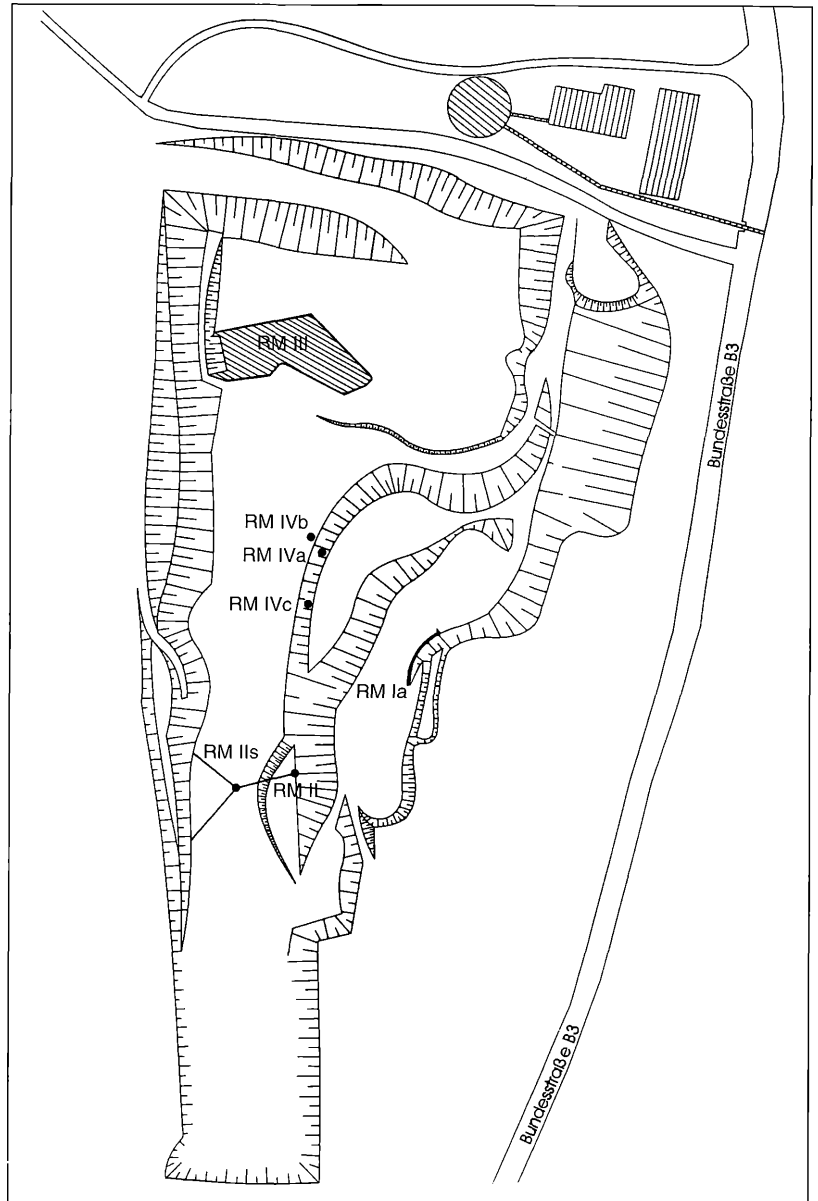 RM III
Bundesstraße B3
RM IVb
RM IVa
RM IVc
RM Ia
RM IIs
RM II
Bundesstraße B3